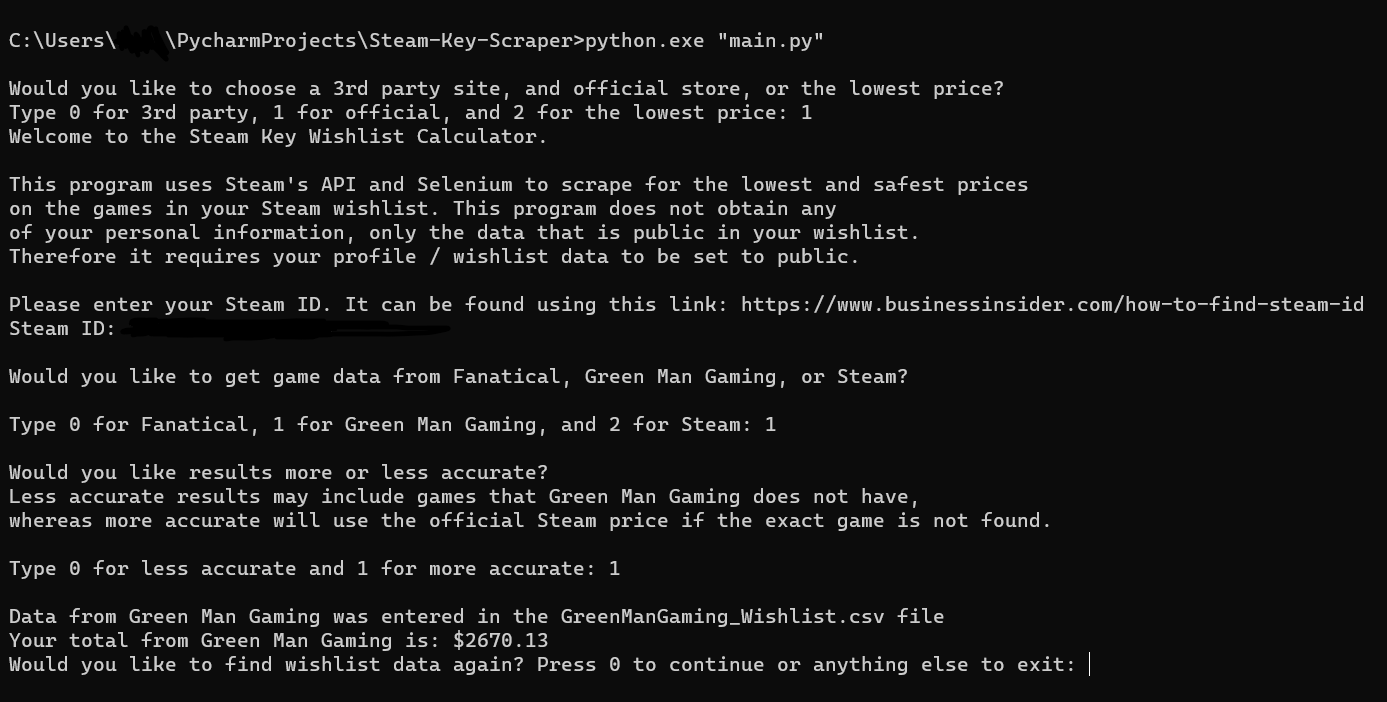 C:\Users\ \PycharmProjects\Steam-Key-Scraper>python.exe "main.py"
Would you like to choose a 3rd party site, and official store, or the lowest price?
Type 0 for 3rd party, 1 for official, and 2 for the lowest price: 1
Welcome to the Steam Key Wishlist Calculator.
This program uses Steam's API and Selenium to scrape for the lowest and safest prices
on the games in your Steam wishlist. This program does not obtain any
of your personal information, only the data that is public in your wishlist.
Therefore it requires your profile / wishlist data to be set to public.
Please enter your Steam ID. It can be found using this link: https://www.businessinsider.com/how-to-find-steam-id
Steam ID:
Would you like to get game data from Fanatical, Green Man Gaming, or Steam?
Type 0 for Fanatical, 1 for Green Man Gaming, and 2 for Steam: 1
Would you like results more or less accurate?
Less accurate results may include games that Green Man Gaming does not have,
whereas more accurate will use the official Steam price if the exact game is not found.
Type 0 for less accurate and 1 for more accurate: 1
Data from Green Man Gaming was entered in the GreenManGaming_Wishlist.csv file
Your total from Green Man Gaming is: $2670.13
Would you like to find wishlist data again? Press 0 to continue or anything else to exit: